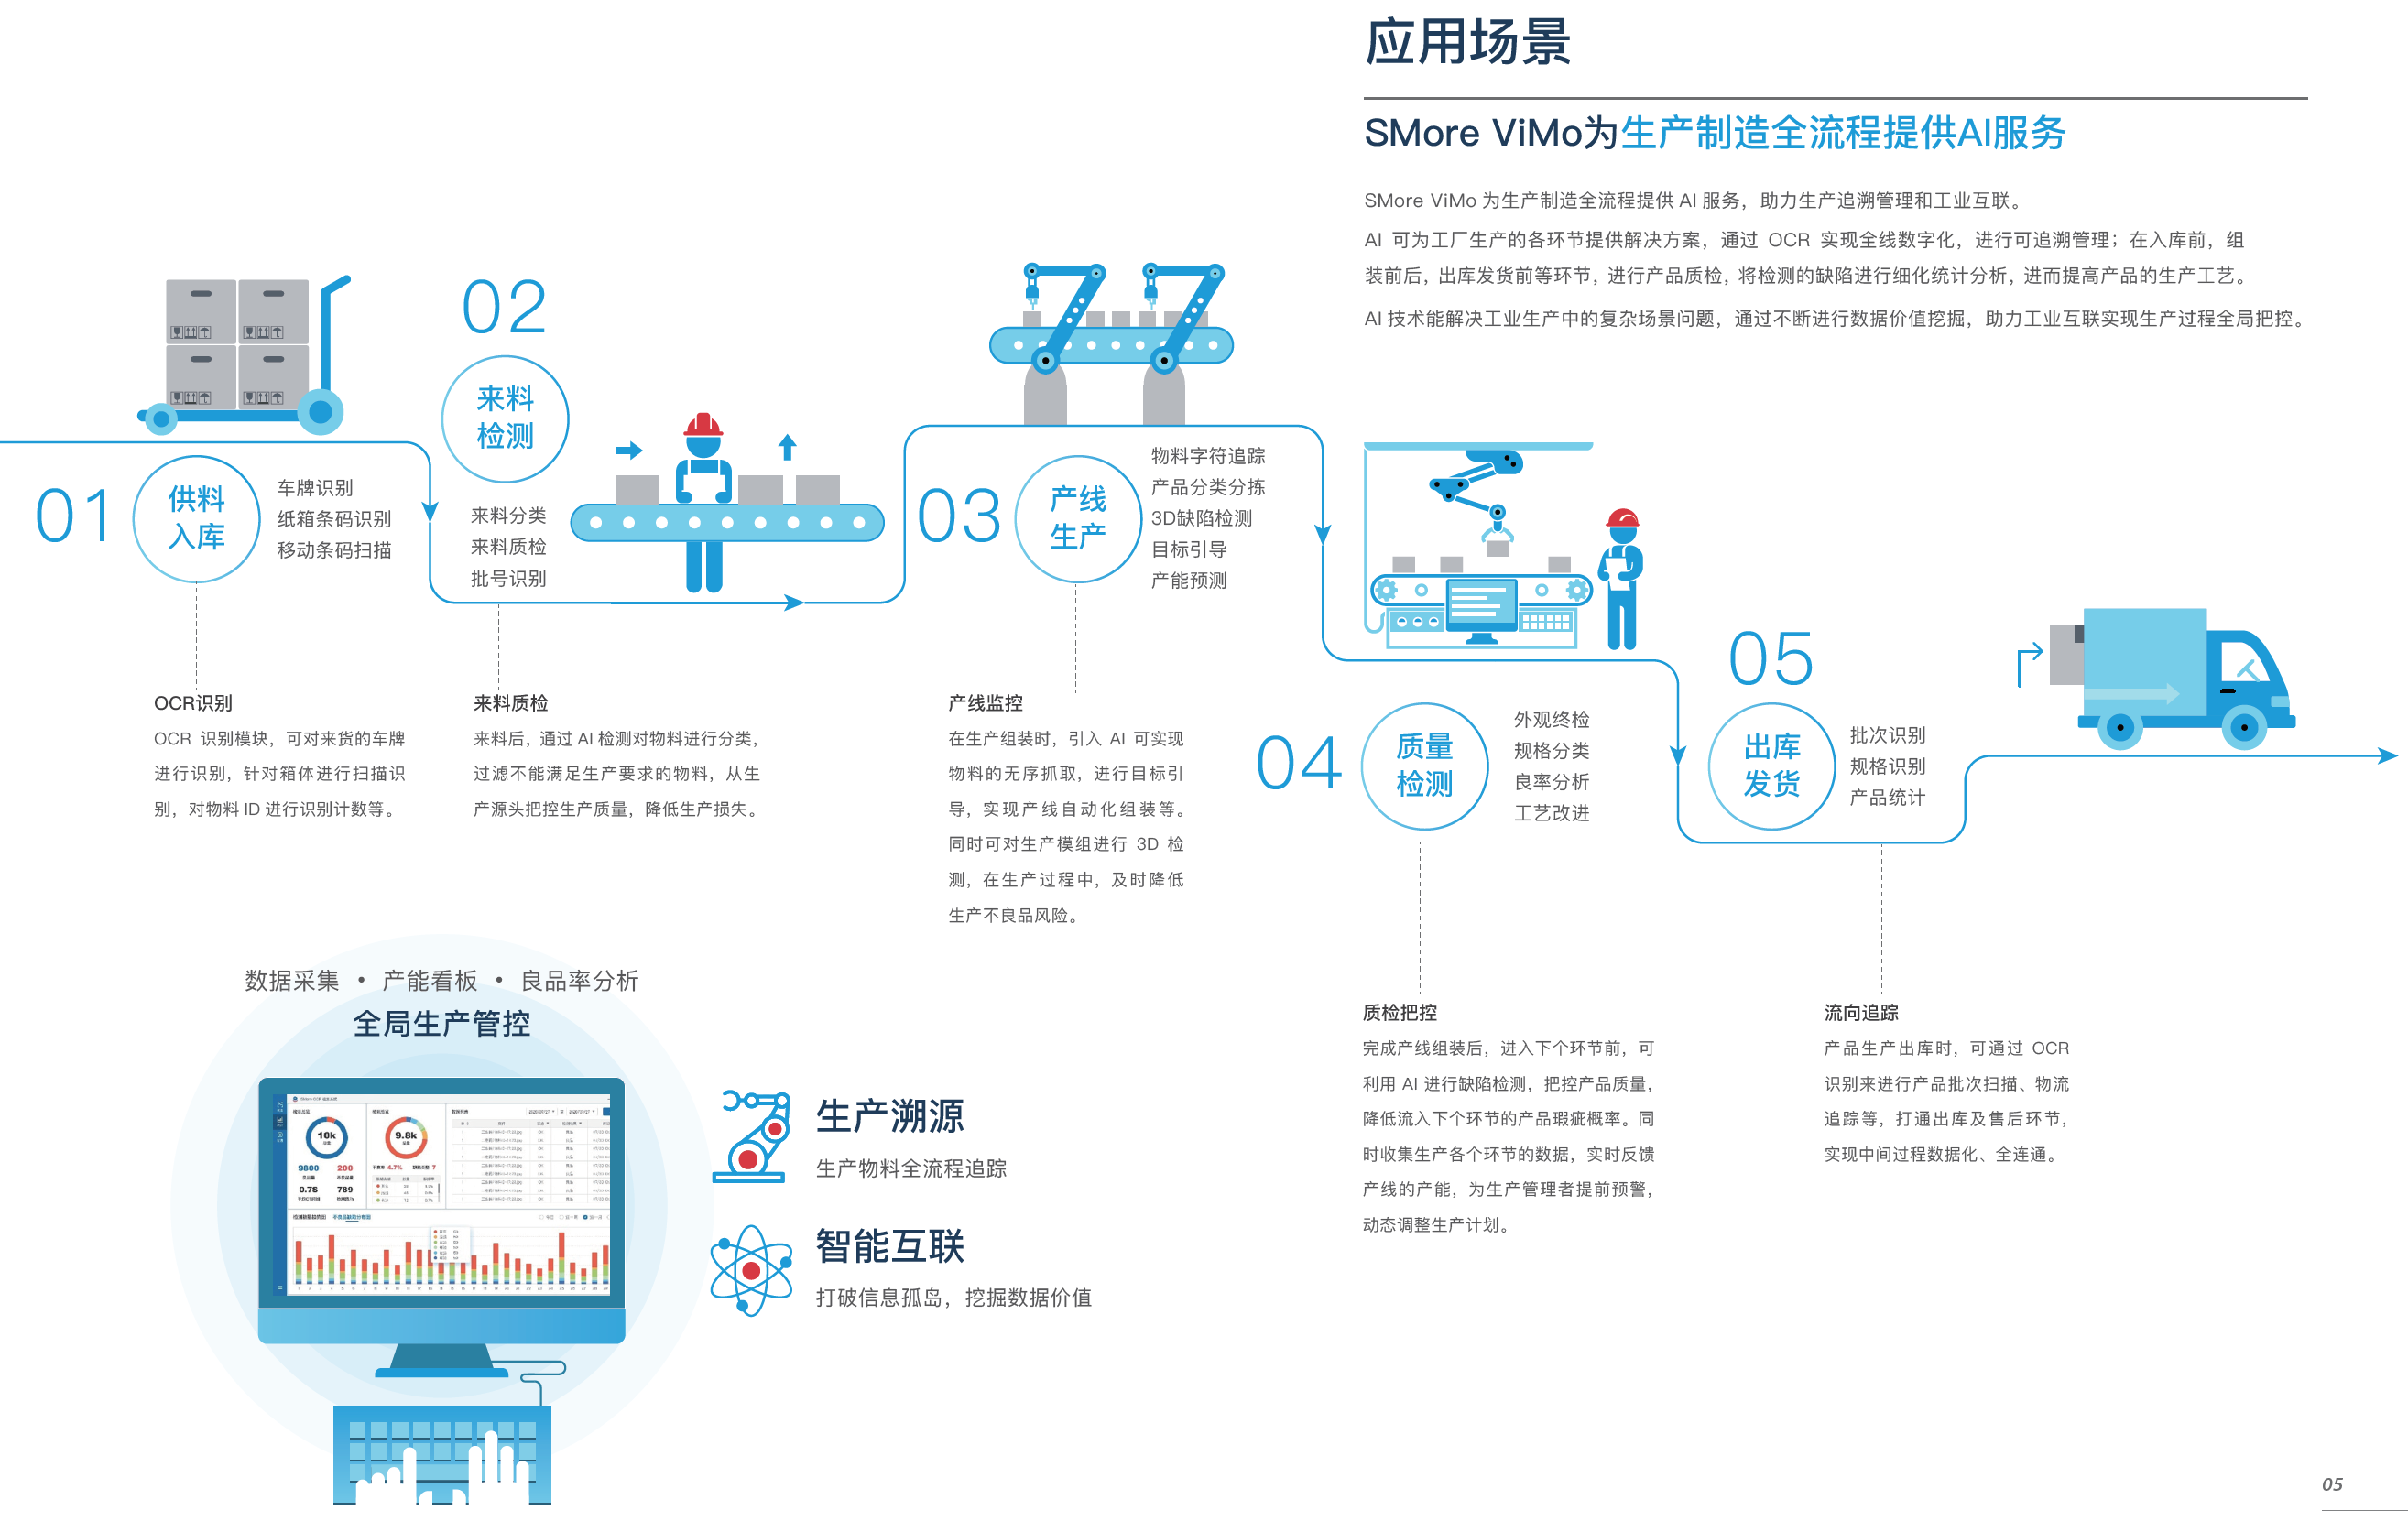 应用场景
SMore ViMo为生产制造全流程提供AI服务
SMore ViMo 为生产制造全流程提供 AI 服务，助力生产追溯管理和工业互联。
AI 可为工厂生产的各环节提供解决方案，通过 OCR 实现全线数字化，进行可追溯管理；在入库前，组
装前后，出库发货前等环节，进行产品质检，将检测的缺陷进行细化统计分析，进而提高产品的生产工艺。
AI 技术能解决工业生产中的复杂场景问题，通过不断进行数据价值挖掘，助力工业互联实现生产过程全局把控。
01
供料
入库
车牌识别
纸箱条码识别
移动条码扫描
OCR识别
OCR 识别模块，可对来货的车牌
进行识别，针对箱体进行扫描识
别，对物料 ID 进行识别计数等。
02
来料
检测
来料分类
来料质检
批号识别
来料质检
来料后，通过 AI 检测对物料进行分类，
过滤不能满足生产要求的物料，从生
产源头把控生产质量，降低生产损失。
03
产线
生产
物料字符追踪
产品分类分拣
3D缺陷检测
目标引导
产能预测
产线监控
在生产组装时，引入 AI 可实现
物料的无序抓取，进行目标引
导，实现产线自动化组装等。
同时可对生产模组进行 3D 检
测，在生产过程中，及时降低
生产不良品风险。
04
质量
检测
外观终检
规格分类
良率分析
工艺改进
质检把控
完成产线组装后，进入下个环节前，可
利用 AI 进行缺陷检测，把控产品质量，
降低流入下个环节的产品瑕疵概率。同
时收集生产各个环节的数据，实时反馈
产线的产能，为生产管理者提前预警，
动态调整生产计划。
05
出库
发货
批次识别
规格识别
产品统计
流向追踪
产品生产出库时，可通过 OCR
识别来进行产品批次扫描、物流
追踪等，打通出库及售后环节，
实现中间过程数据化、全连通。
数据采集 • 产能看板 • 良品率分析
全局生产管控
10k
9.8k
9800
200
4.7%
7
0.7S
789
生产溯源
生产物料全流程追踪
智能互联
打破信息孤岛，挖掘数据价值
05